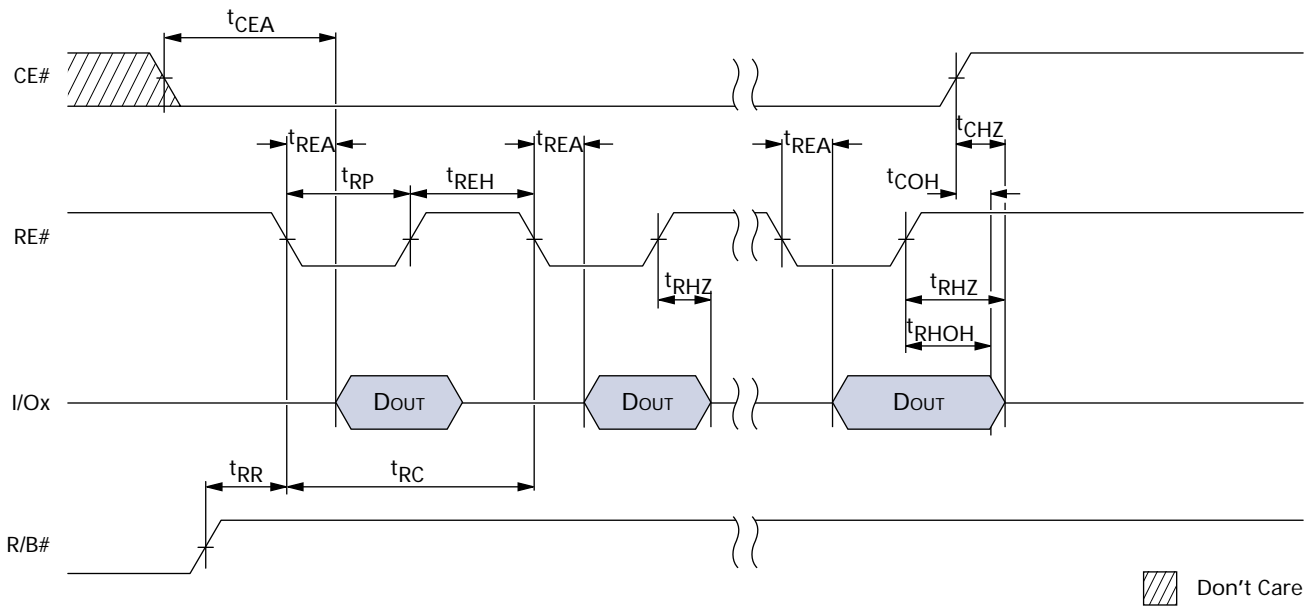 tCEA
CE#
tREA
tREA
tREA
tCHZ
tRP
tREH
tCOH
RE#
tRHZ
tRHZ
tRHOH
I/Ox
DOUT
DOUT
DOUT
tRR
tRC
R/B#
Don't Care